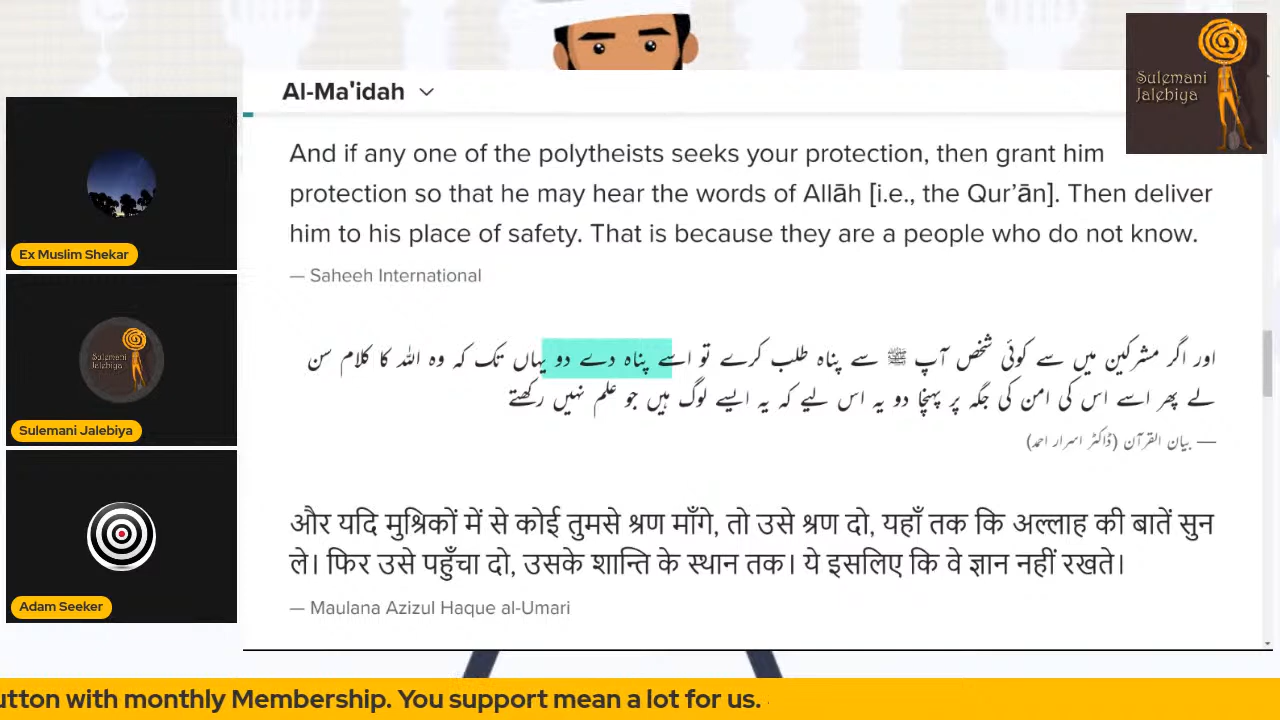 Al-Ma'idah
Sulemani
Jalebiya
And if any one of the polytheists seeks your protection, then grant him
protection so that he may hear the words of Allāh [i.e., the Qur’ān]. Then deliver
him to his place of safety. That is because they are a people who do not know.
— Saheeh International
اور اگر مشرکین میں سے کوئی شخص آپ ﷺ سے پناہ طلب کرے تو اسے پناہ دے دو یہاں تک کہ وہ اللہ کا کلام سن
لے پھر اسے اس کی امن کی جگہ پر پہنچا دو یہ اس لیے کہ یہ ایسے لوگ ہیں جو علم نہیں رکھتے
— بیان القرآن (ڈاکٹر اسرار احمد)
और यदि मुश्रिकों में से कोई तुमसे श्रण माँगे, तो उसे श्रण दो, यहाँ तक कि अल्लाह की बातें सुन
ले। फिर उसे पहुँचा दो, उसके शान्ति के स्थान तक। ये इसलिए कि वे ज्ञान नहीं रखते।
— Maulana Azizul Haque al-Umari
Ex Muslim Shekar
Sulemani
Jalebiya
Sulemani Jalebiya
Adam Seeker
utton with monthly Membership. You support mean a lot for us.